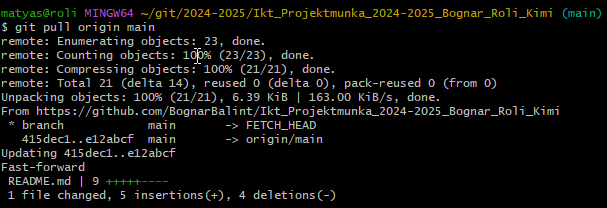 matyas@roli MINGW64 ~/git/2024-2025/Ikt_Projektmunka_2024-2025_Bognar_Roli_Kimi (main)
$ git pull origin main
remote: Enumerating objects: 23, done.
remote: Counting objects: 100% (23/23), done.
remote: Compressing objects: 100% (21/21), done.
remote: Total 21 (delta 14), reused 0 (delta 0), pack-reused 0 (from 0)
Unpacking objects: 100% (21/21), 6.39 KiB | 163.00 KiB/s, done.
From https://github.com/BognarBalint/Ikt_Projektmunka_2024-2025_Bognar_Roli_Kimi
 * branch            main       -> FETCH_HEAD
   415dec1..e12abcf  main       -> origin/main
Updating 415dec1..e12abcf
Fast-forward
 README.md | 9 +++++----
 1 file changed, 5 insertions(+), 4 deletions(-)